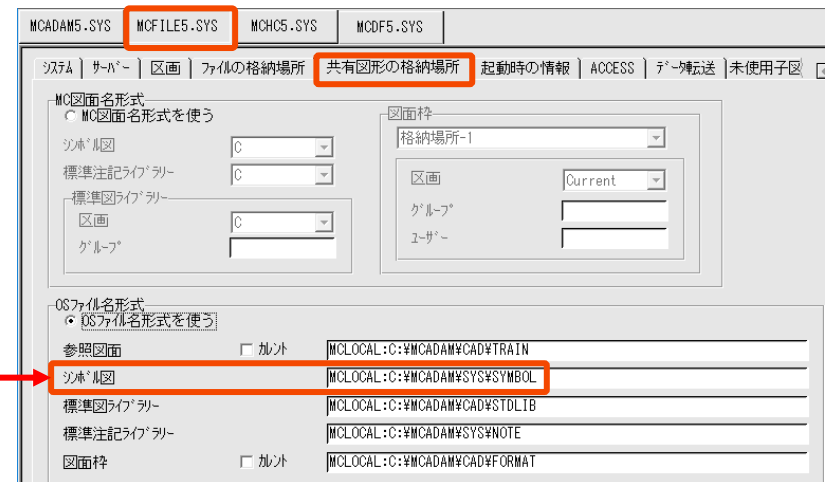 MCADAM5.SYS MCFILE5.SYS MCHC5.SYS MCDF5.SYS
ｼｽﾃﾑ ｻｰﾊﾞｰ 区画 ﾌｧｲﾙの格納場所 共有図形の格納場所 起動時の情報 ACCESS ﾃﾞｰﾀ転送 未使用子図
MC図面名形式
MC図面名形式を使う
ｼﾝﾎﾞﾙ図 C
標準注記ﾗｲﾌﾞﾗﾘｰ C
標準図ﾗｲﾌﾞﾗﾘｰ
区画 C
ｸﾞﾙｰﾌﾟ
図面枠
格納場所-1
区画 Current
ｸﾞﾙｰﾌﾟ
ﾕｰｻﾞｰ
OSﾌｧｲﾙ名形式
OSﾌｧｲﾙ名形式を使う
参照図面 ｶﾚﾝﾄ MCLOCAL:C:¥MCADAM¥CAD¥TRAIN
ｼﾝﾎﾞﾙ図 MCLOCAL:C:¥MCADAM¥SYS¥SYMBOL
標準図ﾗｲﾌﾞﾗﾘｰ MCLOCAL:C:¥MCADAM¥CAD¥STDLIB
標準注記ﾗｲﾌﾞﾗﾘｰ MCLOCAL:C:¥MCADAM¥SYS¥NOTE
図面枠 ｶﾚﾝﾄ MCLOCAL:C:¥MCADAM¥CAD¥FORMAT